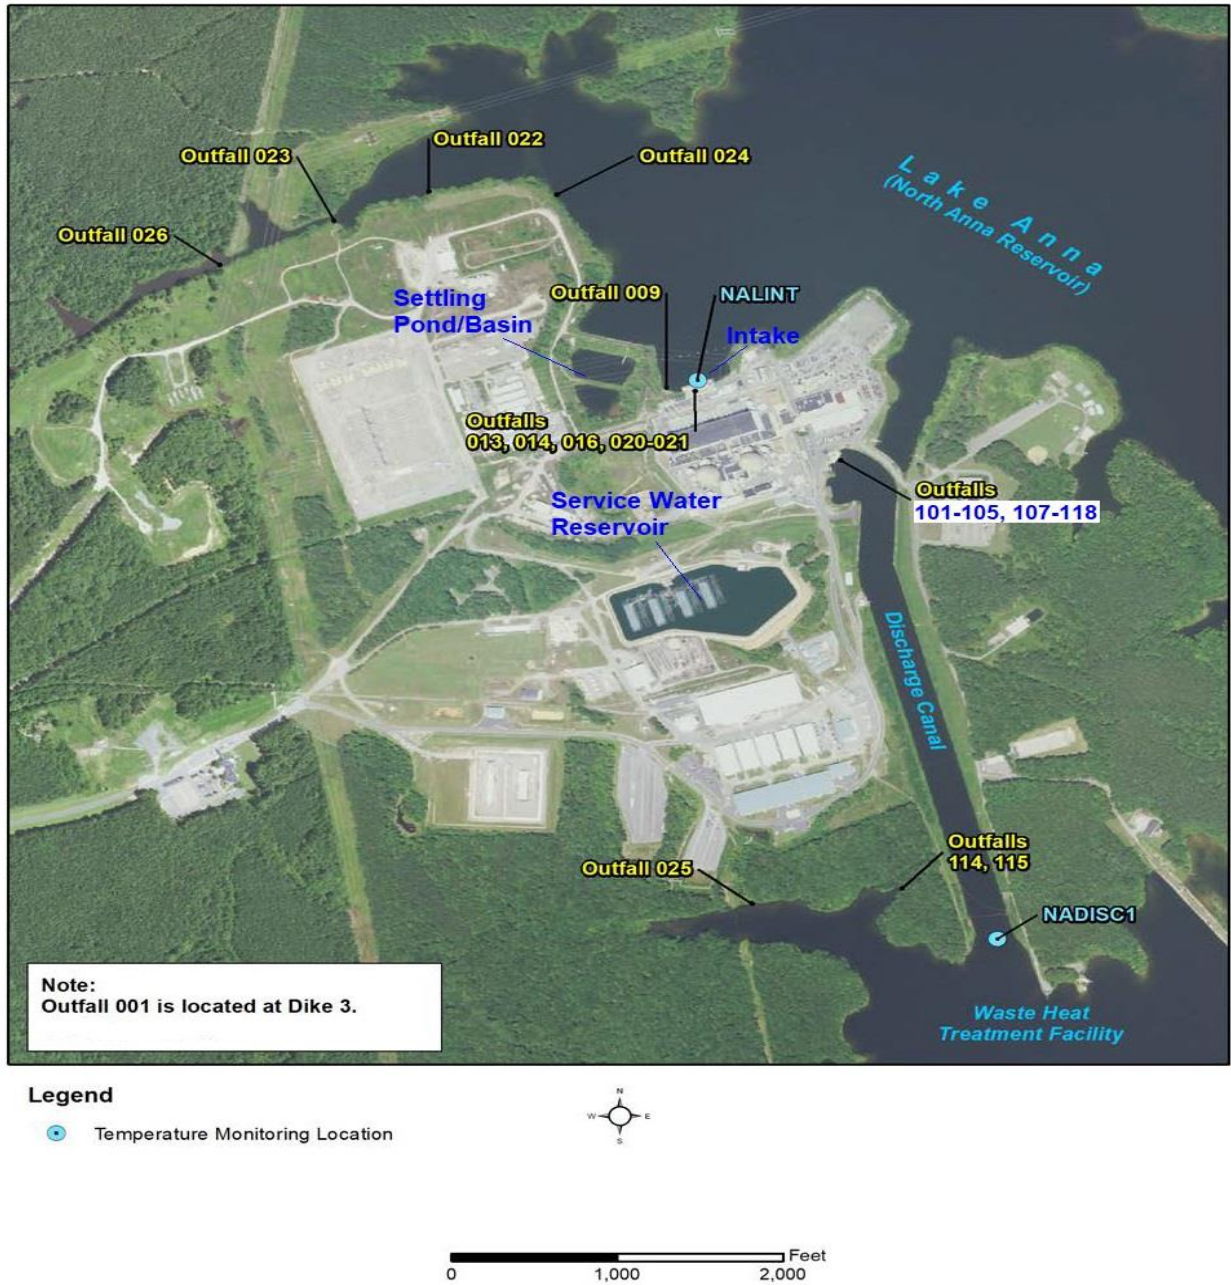 Outfall 022
Outfall 023
Outfall 024
Lake Anna
(North Anna Reservoir)
Outfall 026
Outfall 009
NALINT
Settling
Pond/Basin
Intake
Outfalls
013, 014, 016, 020-021
Outfalls
101-105, 107-118
Service Water
Reservoir
Discharge Canal
Outfalls
114, 115
Outfall 025
NADISC1
Note:
Outfall 001 is located at Dike 3.
Waste Heat
Treatment Facility
Legend
Temperature Monitoring Location
N
W E
S
Feet
0 1,000 2,000